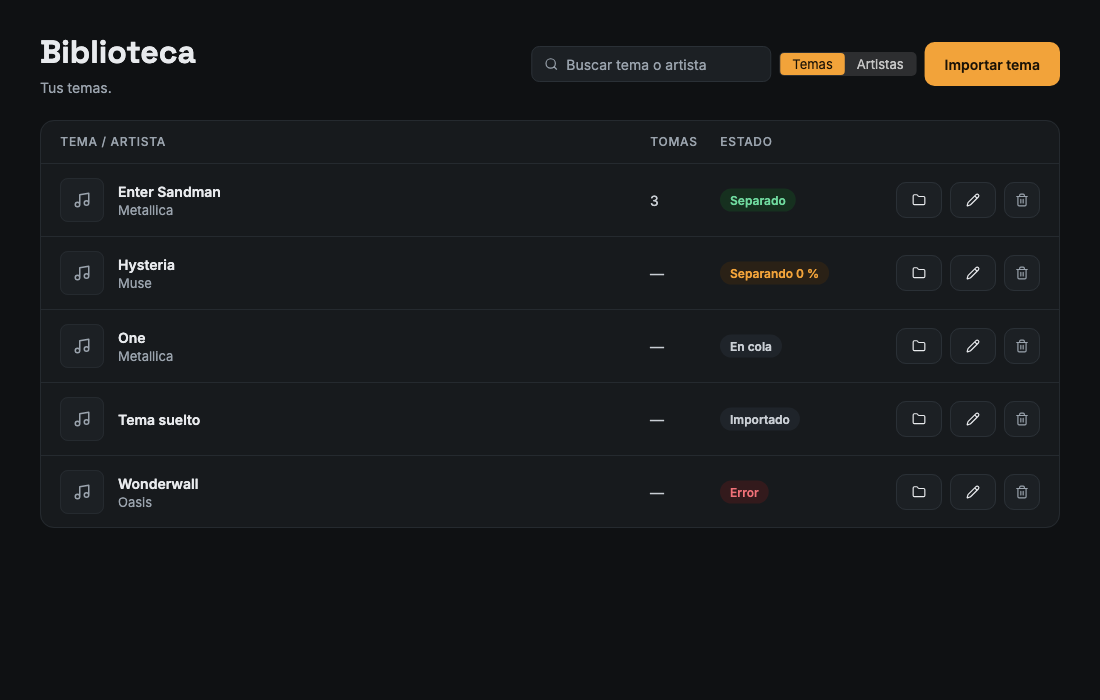 Biblioteca
Tus temas.
Buscar tema o artista
Temas
Artistas
Importar tema
TEMA / ARTISTA
TOMAS
ESTADO
Enter Sandman
Metallica
3
Separado
Hysteria
Muse
—
Separando 0 %
One
Metallica
—
En cola
Tema suelto
—
Importado
Wonderwall
Oasis
—
Error